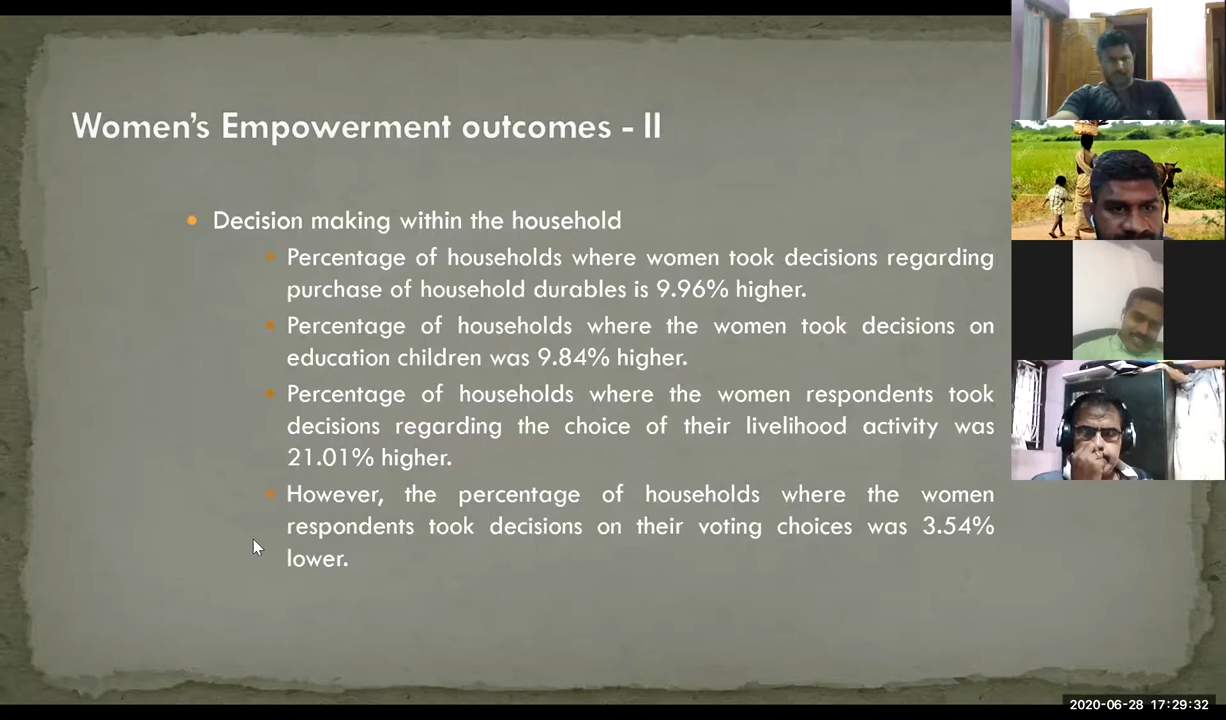 Women's Empowerment outcomes - II
Decision making within the household
Percentage of households where women took decisions regarding
purchase of household durables is 9.96% higher.
Percentage of households where the women took decisions on
education children was 9.84% higher.
Percentage of households where the women respondents took
decisions regarding the choice of their livelihood activity was
21.01% higher.
However, the percentage of households where the women
respondents took decisions on their voting choices was 3.54%
lower.
2020-06-28 17:29:32